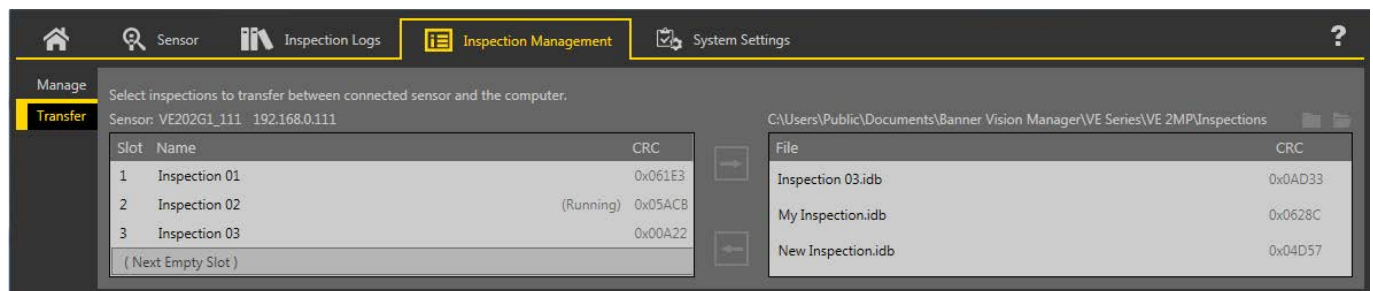 Sensor Inspection Logs Inspection Management System Settings ?
Manage
Transfer
Select inspections to transfer between connected sensor and the computer.
Sensor: VE202G1_111 192.168.0.111
C:\Users\Public\Documents\Banner Vision Manager\VE Series\VE 2MP\Inspections
Slot Name CRC
1 Inspection 01 0x061E3
2 Inspection 02 (Running) 0x05ACB
3 Inspection 03 0x00A22
( Next Empty Slot )
File CRC
Inspection 03.idb 0x0AD33
My Inspection.idb 0x0628C
New Inspection.idb 0x04D57